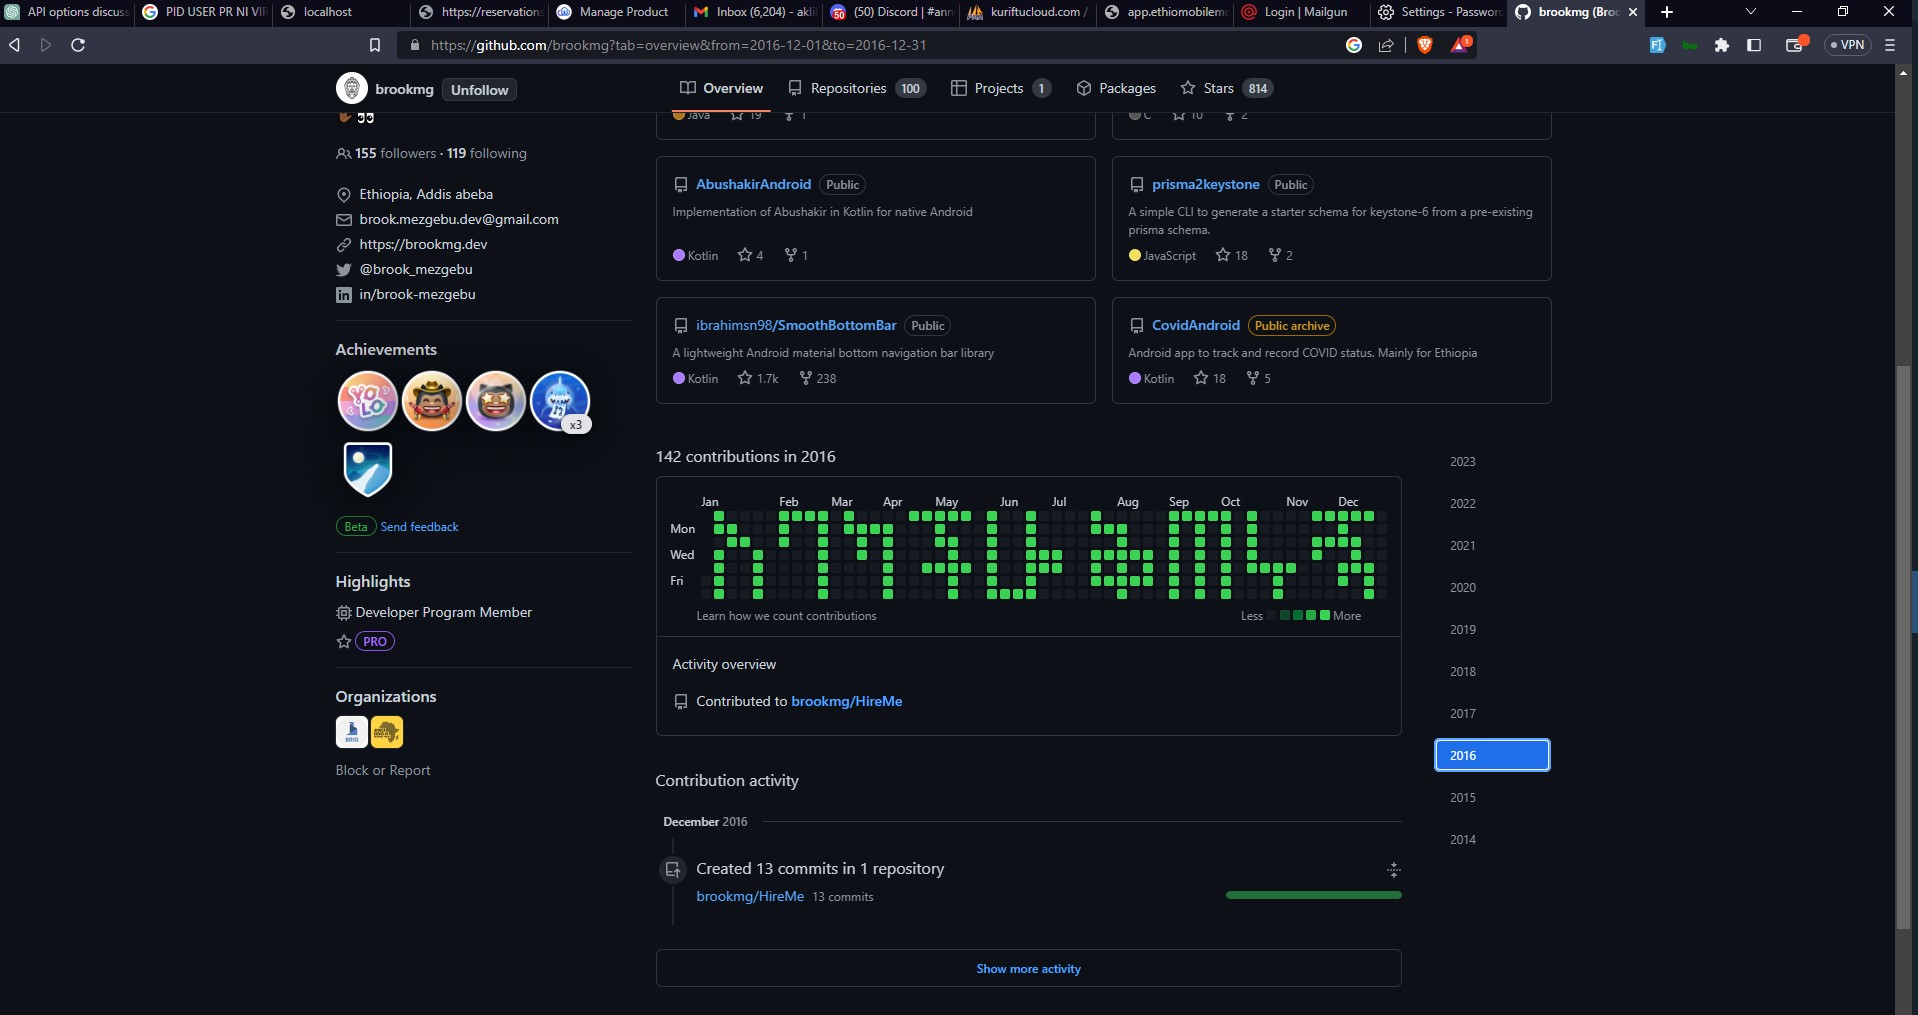 API options discuss
PID USER PR NI VIR
localhost
https://reservations
Manage Product
Inbox (6,204) - akli
(50) Discord | #ann
kuriftucloud.com /
app.ethiomobileme
Login | Mailgun
Settings - Passwor
brookmg (Broo
https://github.com/brookmg?tab=overview&from=2016-12-01&to=2016-12-31
VPN
brookmg Unfollow
Overview
Repositories 100
Projects 1
Packages
Stars 814
155 followers · 119 following
Ethiopia, Addis abeba
brook.mezgebu.dev@gmail.com
https://brookmg.dev
@brook_mezgebu
in/brook-mezgebu
Achievements
YOLO
x3
Beta Send feedback
Highlights
Developer Program Member
PRO
Organizations
BRIO
Block or Report
Java 19 1
C 10 2
AbushakirAndroid Public
Implementation of Abushakir in Kotlin for native Android
Kotlin 4 1
prisma2keystone Public
A simple CLI to generate a starter schema for keystone-6 from a pre-existing
prisma schema.
JavaScript 18 2
ibrahimsn98/SmoothBottomBar Public
A lightweight Android material bottom navigation bar library
Kotlin 1.7k 238
CovidAndroid Public archive
Android app to track and record COVID status. Mainly for Ethiopia
Kotlin 18 5
142 contributions in 2016
Jan Feb Mar Apr May Jun Jul Aug Sep Oct Nov Dec
Mon
Wed
Fri
Learn how we count contributions
Less More
Activity overview
Contributed to brookmg/HireMe
Contribution activity
December 2016
Created 13 commits in 1 repository
brookmg/HireMe 13 commits
Show more activity
2023
2022
2021
2020
2019
2018
2017
2016
2015
2014